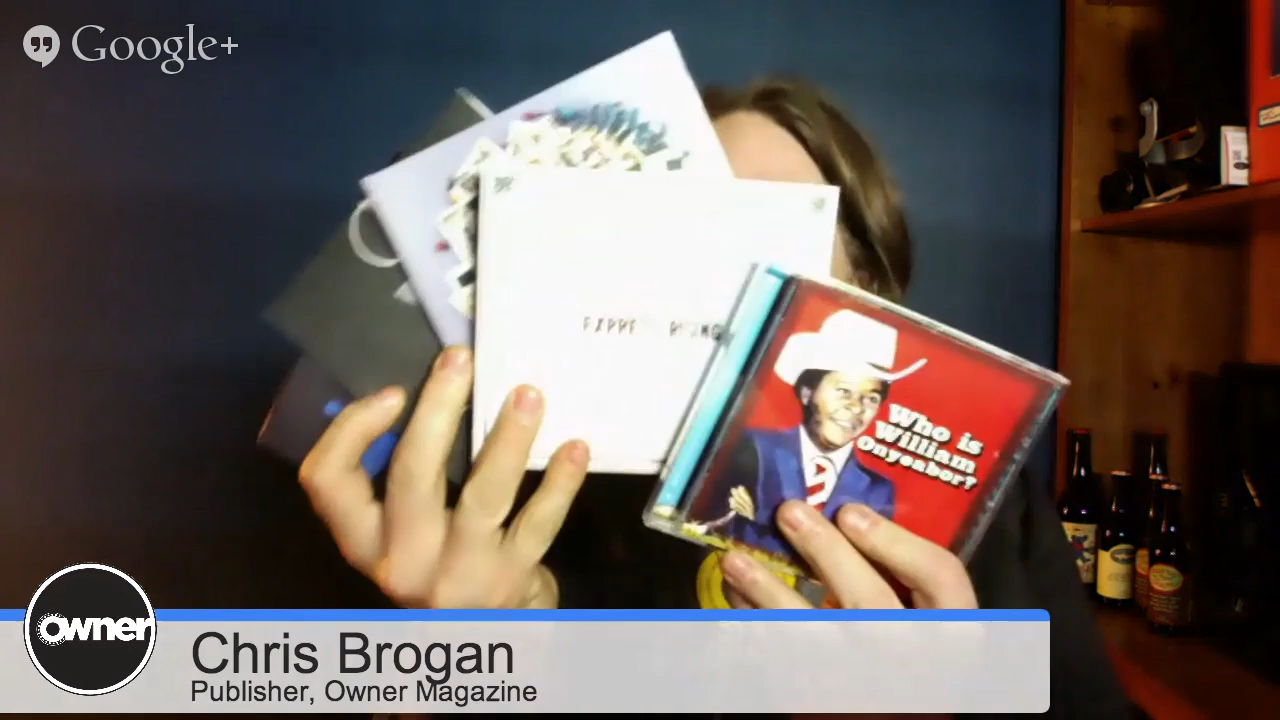 Google+
Who is
William
Onyeabor?
owner
Chris Brogan
Publisher, Owner Magazine